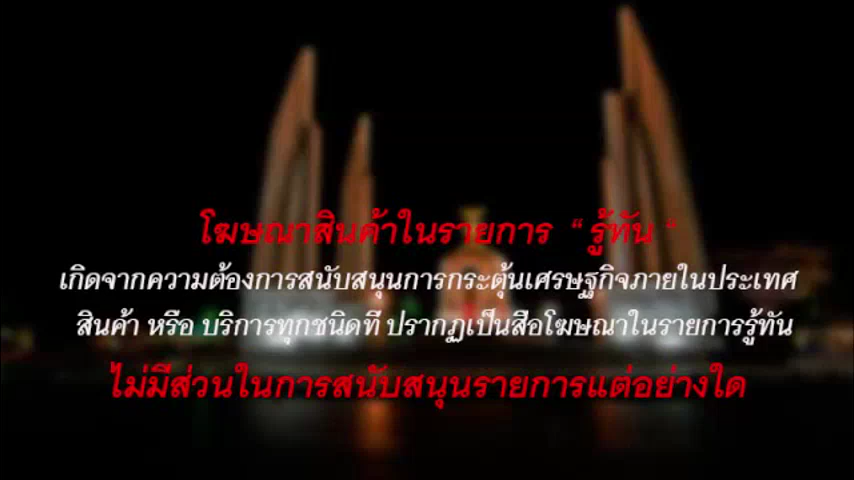 โฆษณาสินค้าในรายการ “ รู้ทัน “
เกิดจากความต้องการสนับสนุนการกระตุ้นเศรษฐกิจภายในประเทศ
สินค้า หรือ บริการทุกชนิดที่ ปรากฏเป็นสื่อโฆษณาในรายการรู้ทัน
ไม่มีส่วนในการสนับสนุนรายการแต่อย่างใด